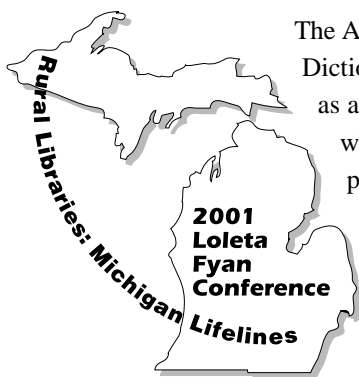 Rural Libraries: Michigan Lifelines
2001
Loleta
Fyan
Conference
The A
Dictio
as a
w
p